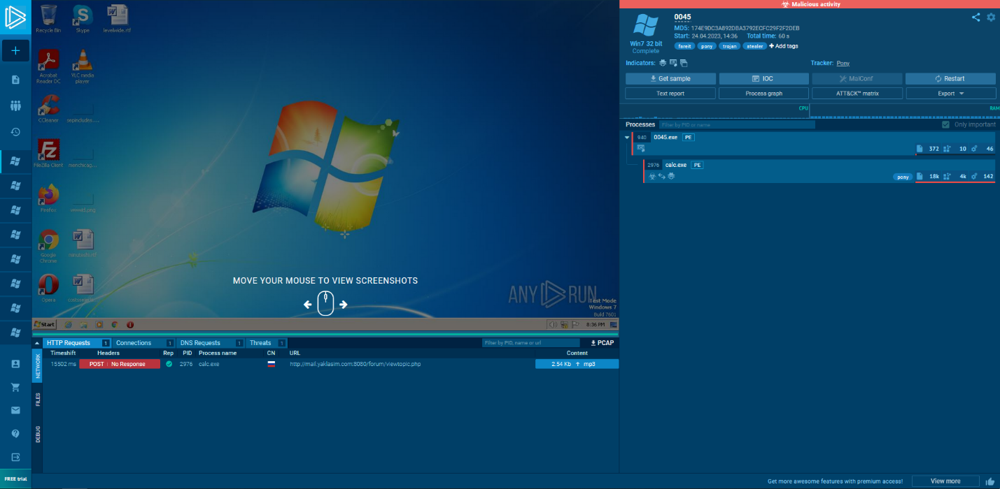 Malicious activity
Recycle Bin
Skype
levelwide.rtf
Acrobat Reader DC
VLC media player
CCleaner
sepincludes....
FileZilla Client
menchicag...
Firefox
Google Chrome
Opera
MOVE YOUR MOUSE TO VIEW SCREENSHOTS
ANY RUN
Test Mode
Windows 7
Build 7601
Start
8:36 PM
0045
MD5: 174E9DC3A892DBA3792ECFC29F2F2DEB
Start: 24.04.2023, 14:36 Total time: 60 s
Win7 32 bit
Complete
fareit pony trojan stealer + Add tags
Indicators: Tracker: Pony
Get sample IOC MalConf Restart
Text report Process graph ATT&CK™ matrix Export
CPU RAM
Processes Filter by PID or name Only important
940 0045.exe PE
372 10 46
2976 calc.exe PE
pony 18k 4k 142
HTTP Requests 1 Connections 1 DNS Requests 1 Threats 1 Filter by PID, name or url PCAP
NETWORK
FILES
DEBUG
Timeshift Headers Rep PID Process name CN URL Content
15502 ms POST No Response 2976 calc.exe http://mail.yaklasim.com:8080/forum/viewtopic.php 2.54 Kb mp3
FREE trial
Get more awesome features with premium access! View more